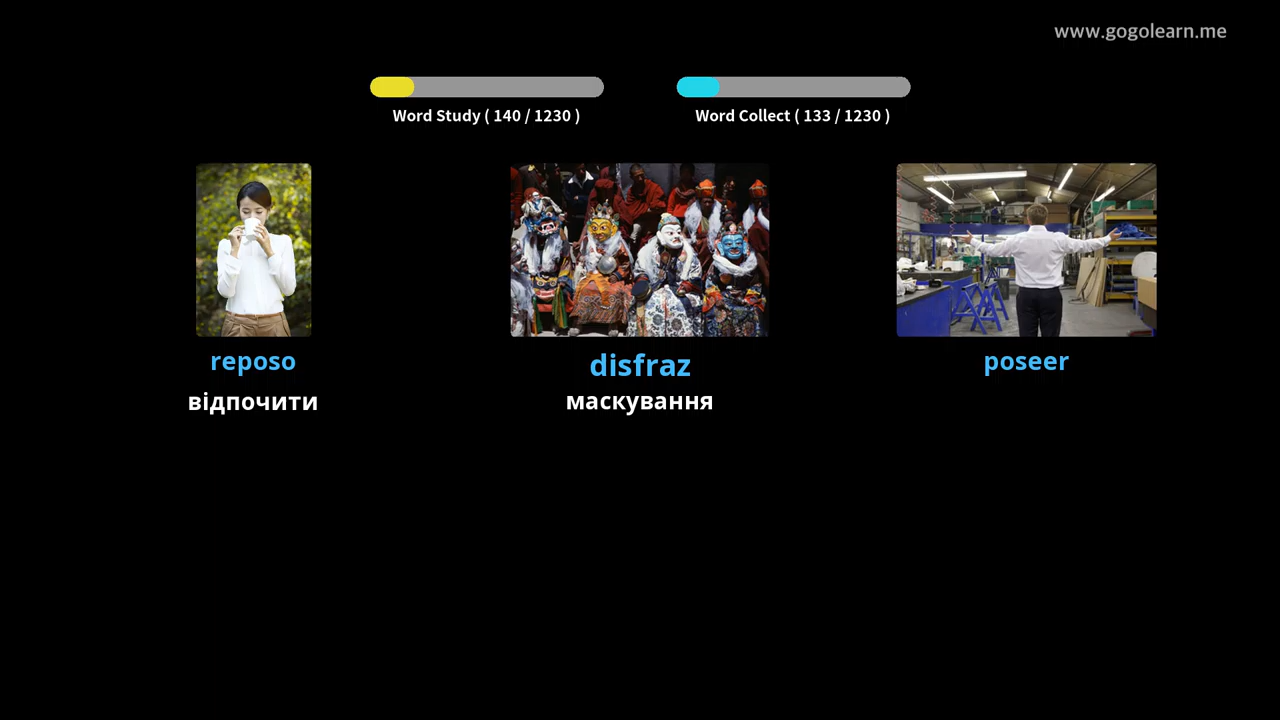 www.gogolearn.me
Word Study ( 140 / 1230 )
Word Collect ( 133 / 1230 )
reposo
disfraz
poseer
відпочити
маскування